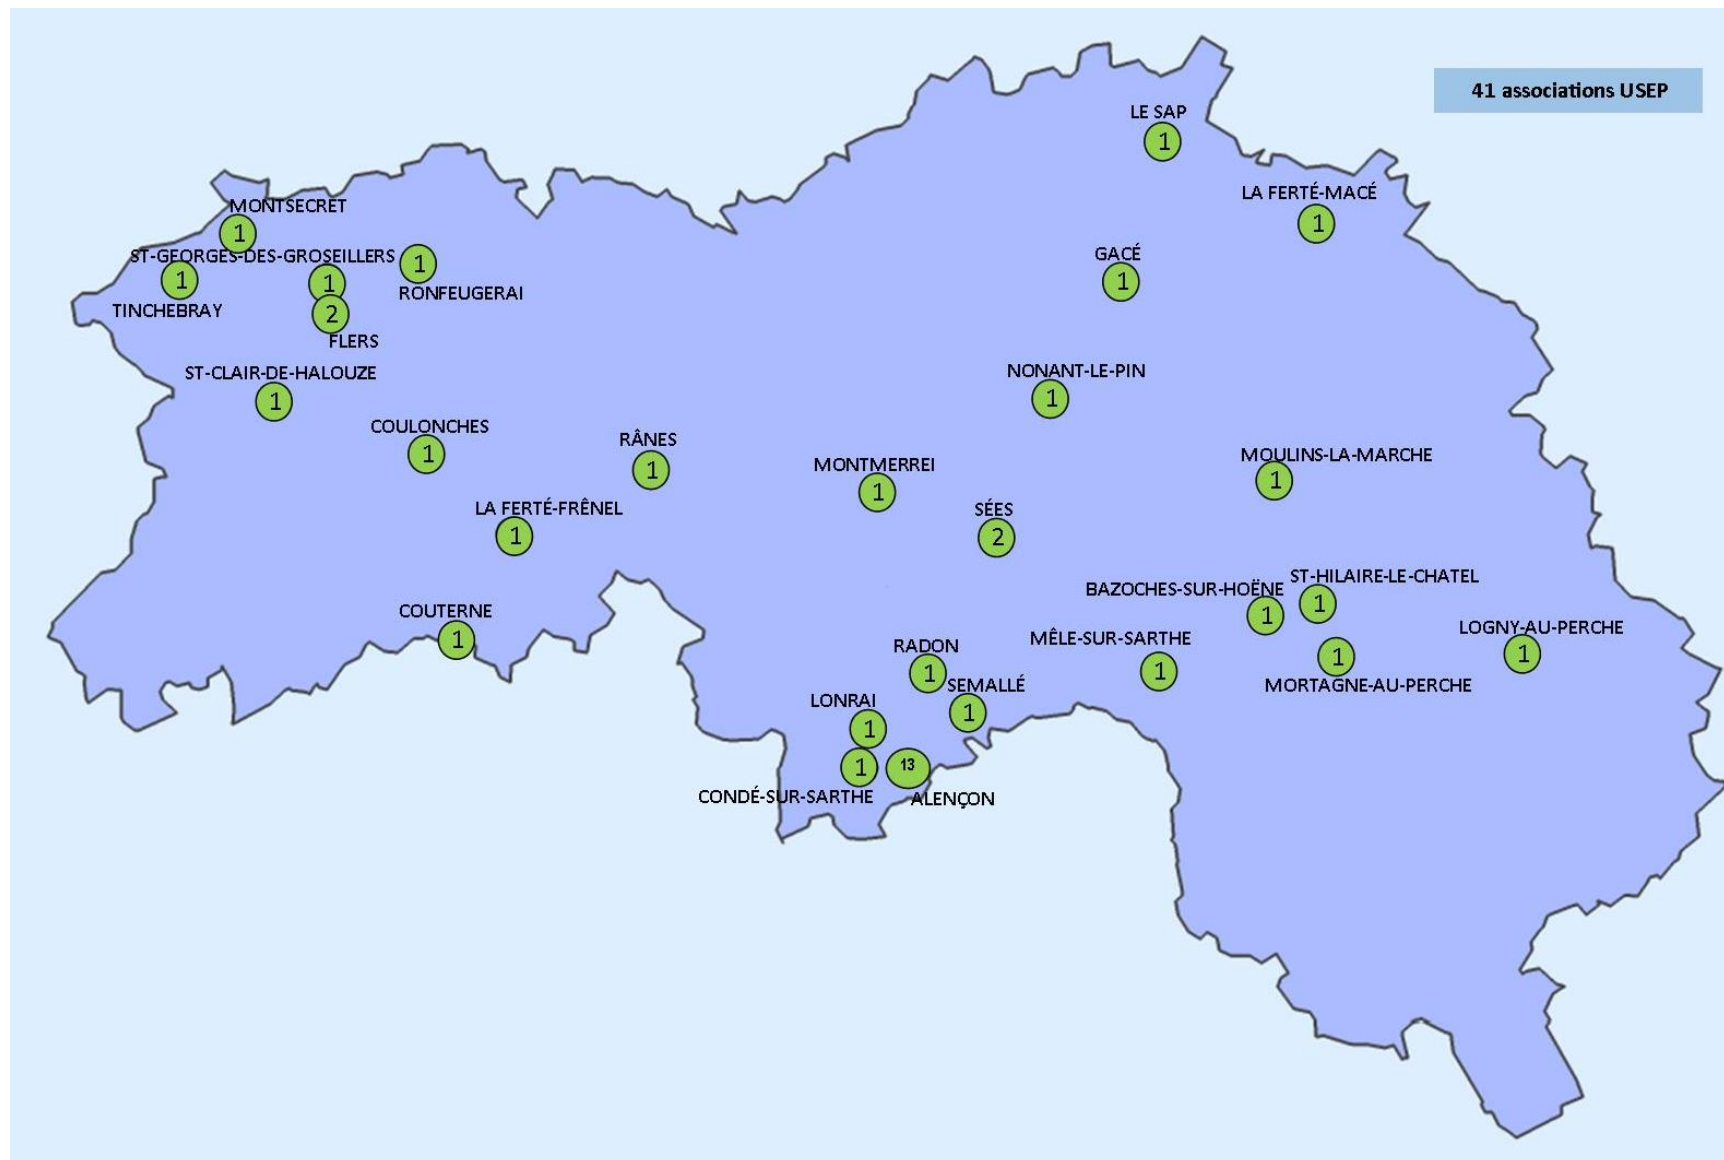 41 associations USEP
LE SAP
1
LA FERTÉ-MACÉ
1
MONTSECRET
1
ST-GEORGES-DES-GROSEILLERS
1
TINCHEBRAY
1
1
RONFEUGERAI
2
FLERS
GACÉ
1
ST-CLAIR-DE-HALOUZE
1
NONANT-LE-PIN
1
COULONCHES
1
RÂNES
1
MONTMERREI
1
MOULINS-LA-MARCHE
1
LA FERTÉ-FRÊNEL
1
SÉES
2
ST-HILAIRE-LE-CHATEL
1
BAZOCHES-SUR-HOËNE
1
COUTERNE
1
LOGNY-AU-PERCHE
1
MÊLE-SUR-SARTHE
1
1
MORTAGNE-AU-PERCHE
RADON
1
SEMALLÉ
1
LONRAI
1
1
CONDÉ-SUR-SARTHE
13
ALENÇON